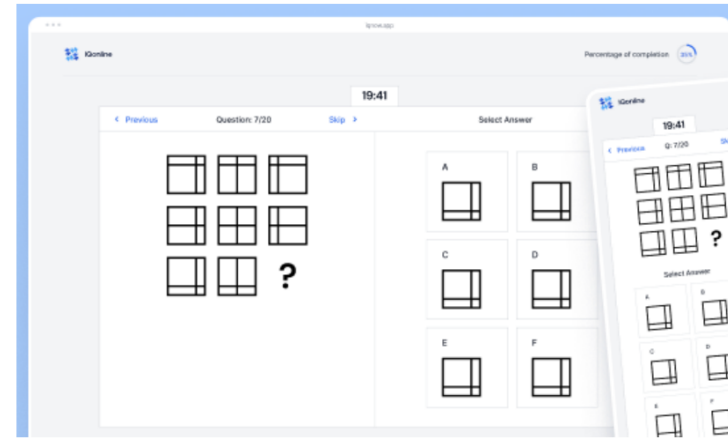 iQonline
Percentage of completion 35%
19:41
Previous Question: 7/20 Skip
Select Answer
?
A B
C D
E F
iQonline
19:41
Previous Q: 7/20
?
Select Answer
A B
C D
E F